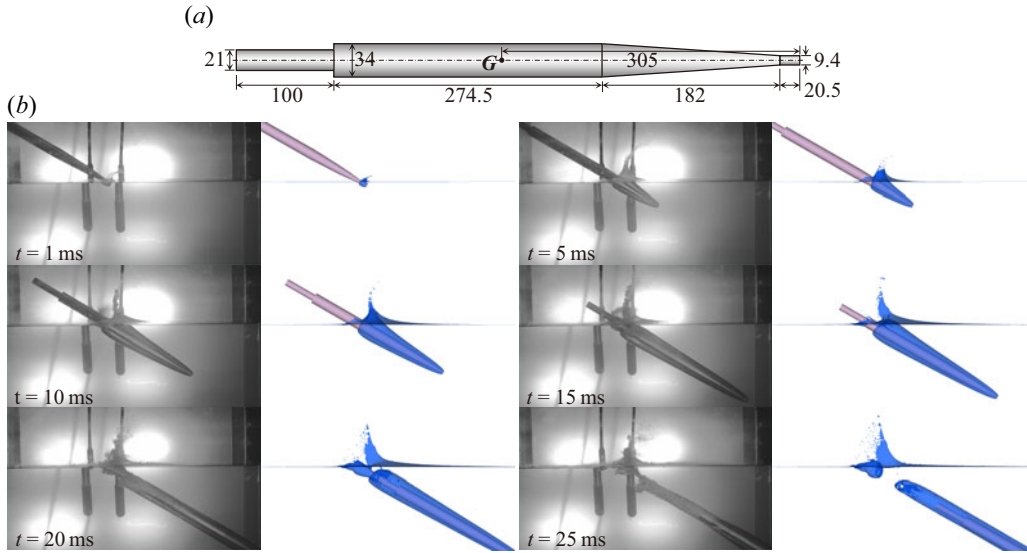 (a)
21
34
G
305
9.4
100
274.5
182
20.5
(b)
t = 1 ms
t = 5 ms
t = 10 ms
t = 15 ms
t = 20 ms
t = 25 ms